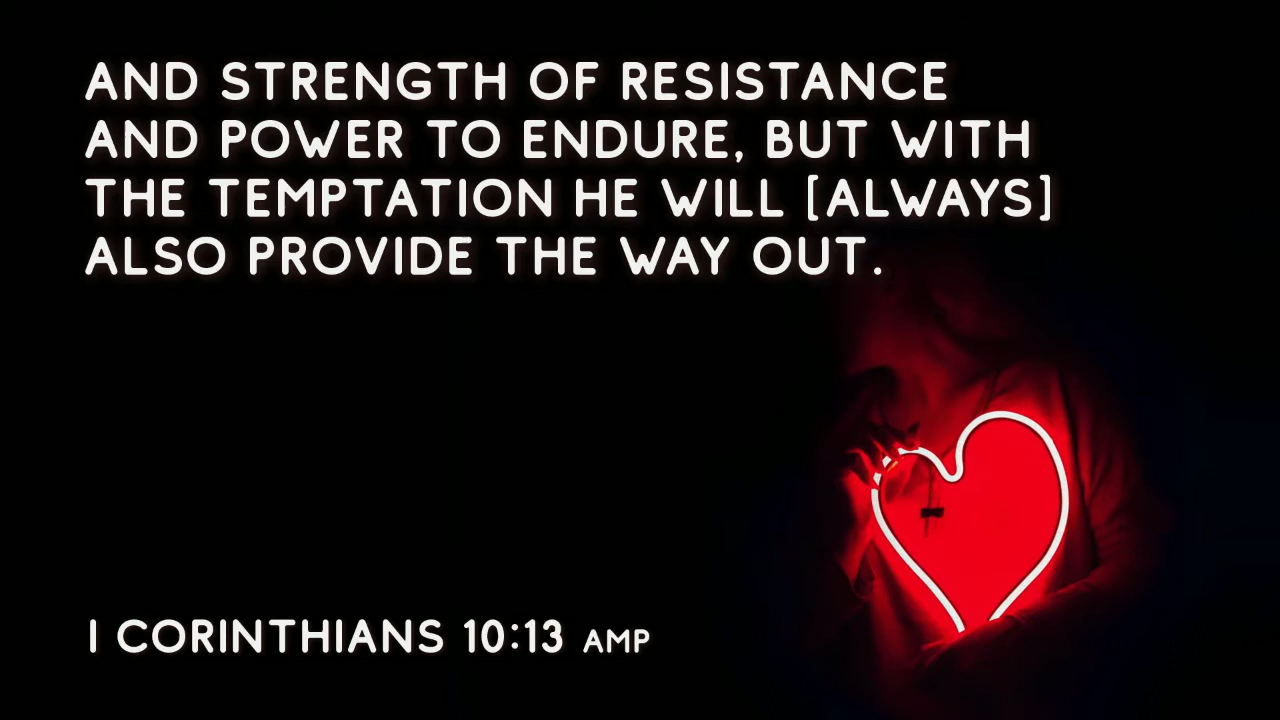 AND STRENGTH OF RESISTANCE
AND POWER TO ENDURE, BUT WITH
THE TEMPTATION HE WILL [ALWAYS]
ALSO PROVIDE THE WAY OUT.
1 CORINTHIANS 10:13 AMP